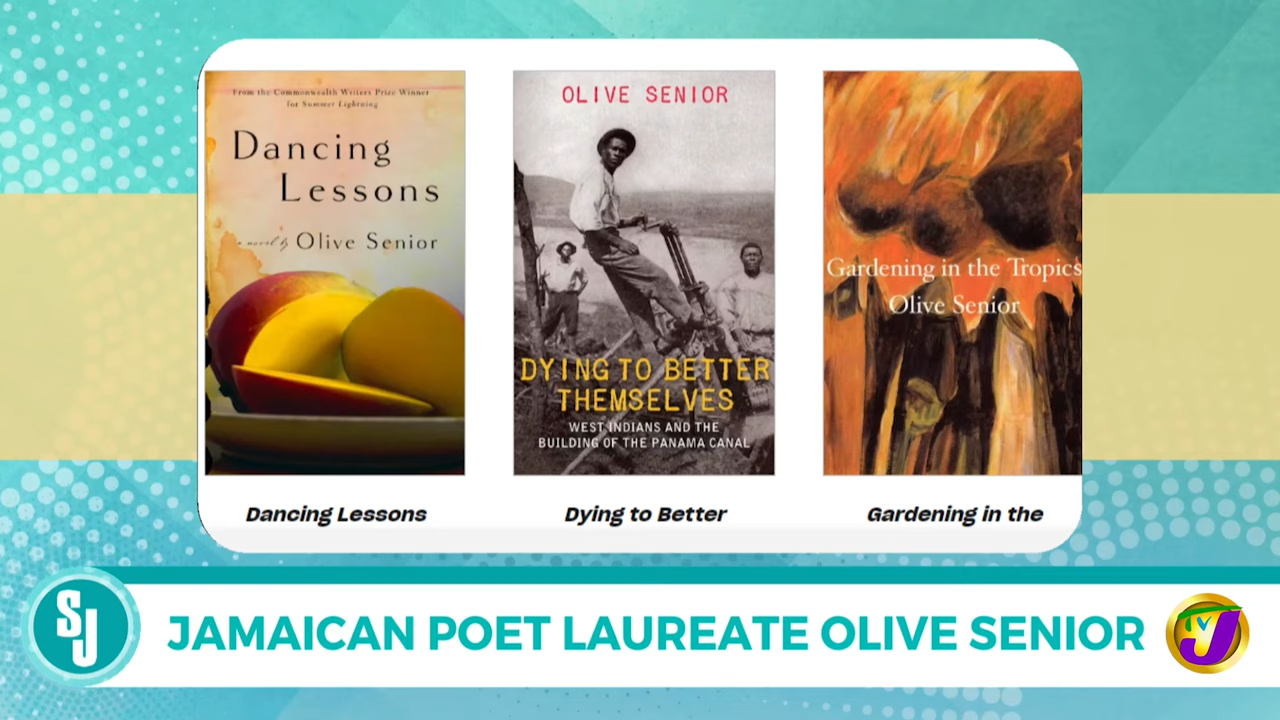 From the Commonwealth Writers Prize Winner
for Summer Lightning
Dancing
Lessons
a novel by Olive Senior
OLIVE SENIOR
DYING TO BETTER
THEMSELVES
WEST INDIANS AND THE
BUILDING OF THE PANAMA CANAL
Gardening in the Tropics
Olive Senior
Dancing Lessons
Dying to Better
Gardening in the
SJ
JAMAICAN POET LAUREATE OLIVE SENIOR
TVJ